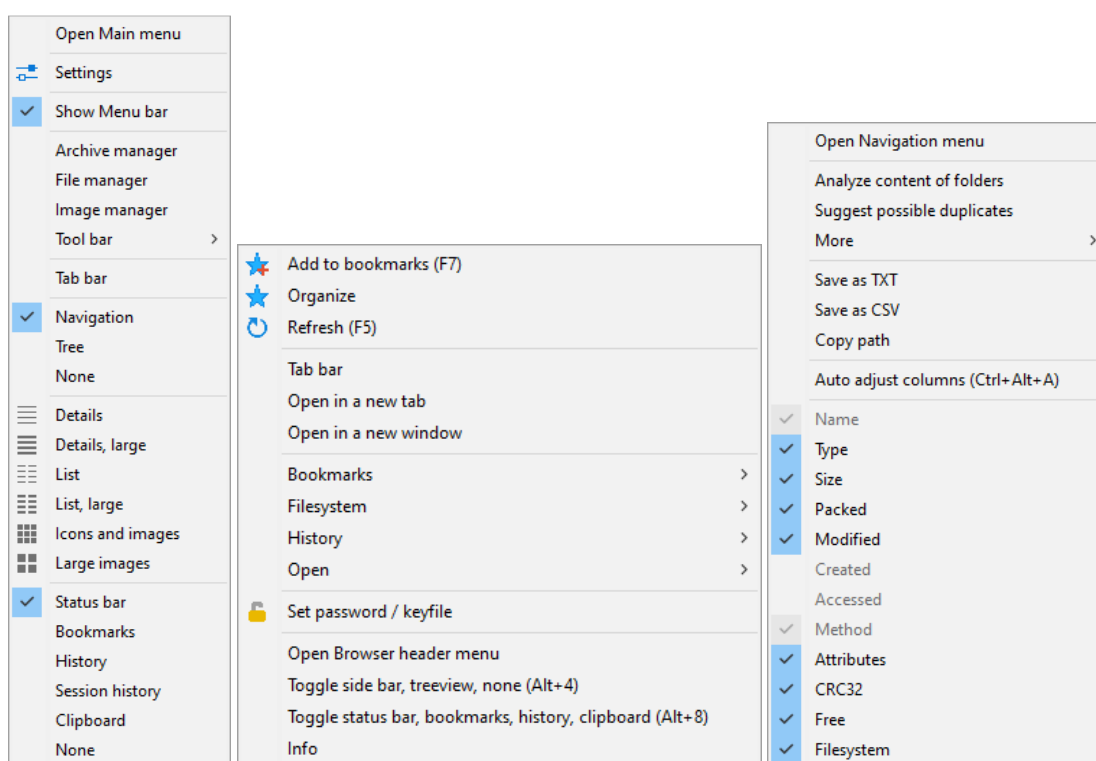 Open Main menu
Settings
Show Menu bar
Archive manager
File manager
Image manager
Tool bar
Tab bar
Navigation
Tree
None
Details
Details, large
List
List, large
Icons and images
Large images
Status bar
Bookmarks
History
Session history
Clipboard
None
Add to bookmarks (F7)
Organize
Refresh (F5)
Tab bar
Open in a new tab
Open in a new window
Bookmarks
Filesystem
History
Open
Set password / keyfile
Open Browser header menu
Toggle side bar, treeview, none (Alt+4)
Toggle status bar, bookmarks, history, clipboard (Alt+8)
Info
Open Navigation menu
Analyze content of folders
Suggest possible duplicates
More
Save as TXT
Save as CSV
Copy path
Auto adjust columns (Ctrl+Alt+A)
Name
Type
Size
Packed
Modified
Created
Accessed
Method
Attributes
CRC32
Free
Filesystem